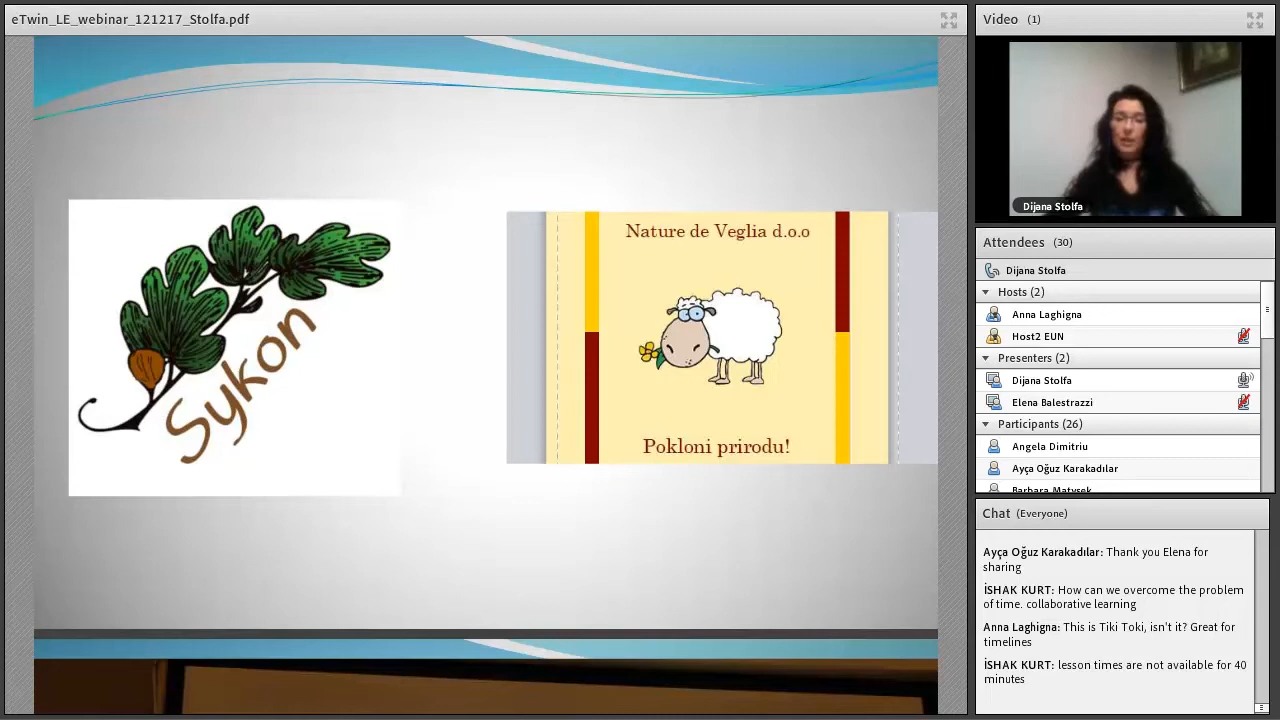 eTwin_LE_webinar_121217_Stolfa.pdf
Sykon
Nature de Veglia d.o.o
Pokloni prirodu!
Video (1)
Dijana Stolfa
Attendees (30)
Dijana Stolfa
Hosts (2)
Anna Laghigna
Host2 EUN
Presenters (2)
Dijana Stolfa
Elena Balestrazzi
Participants (26)
Angela Dimitriu
Ayça Oğuz Karakadılar
Barbara Matysek
Chat (Everyone)
Ayça Oğuz Karakadılar: Thank you Elena for
sharing
İSHAK KURT: How can we overcome the problem
of time. collaborative learning
Anna Laghigna: This is Tiki Toki, isn't it? Great for
timelines
İSHAK KURT: lesson times are not available for 40
minutes